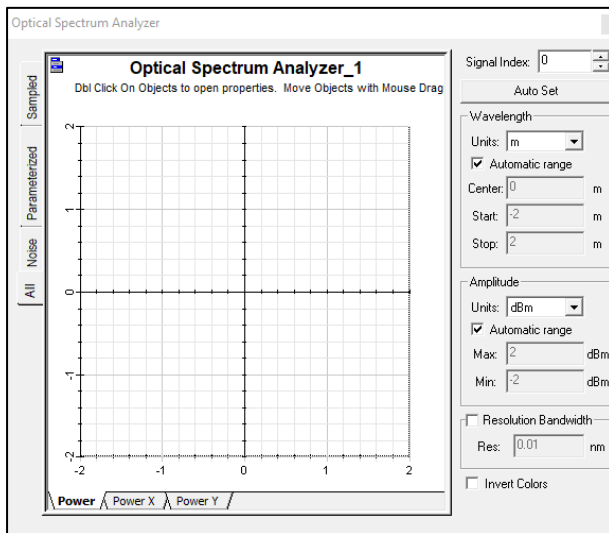 Optical Spectrum Analyzer
Optical Spectrum Analyzer_1
Dbl Click On Objects to open properties. Move Objects with Mouse Drag
Sampled
Parameterized
Noise
All
2
1
0
-1
-2
-2
-1
0
1
2
Power
Power X
Power Y
Signal Index: 0
Auto Set
Wavelength
Units: m
Automatic range
Center: 0 m
Start: -2 m
Stop: 2 m
Amplitude
Units: dBm
Automatic range
Max: 2 dBm
Min: -2 dBm
Resolution Bandwidth
Res: 0.01 nm
Invert Colors